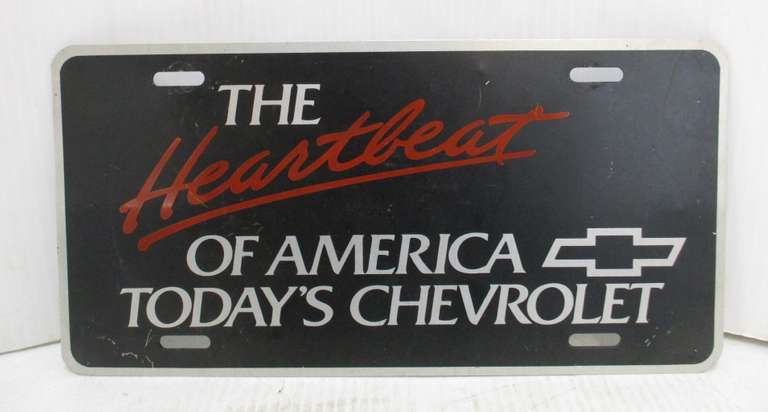 THE
Heartbeat
OF AMERICA
TODAY'S CHEVROLET